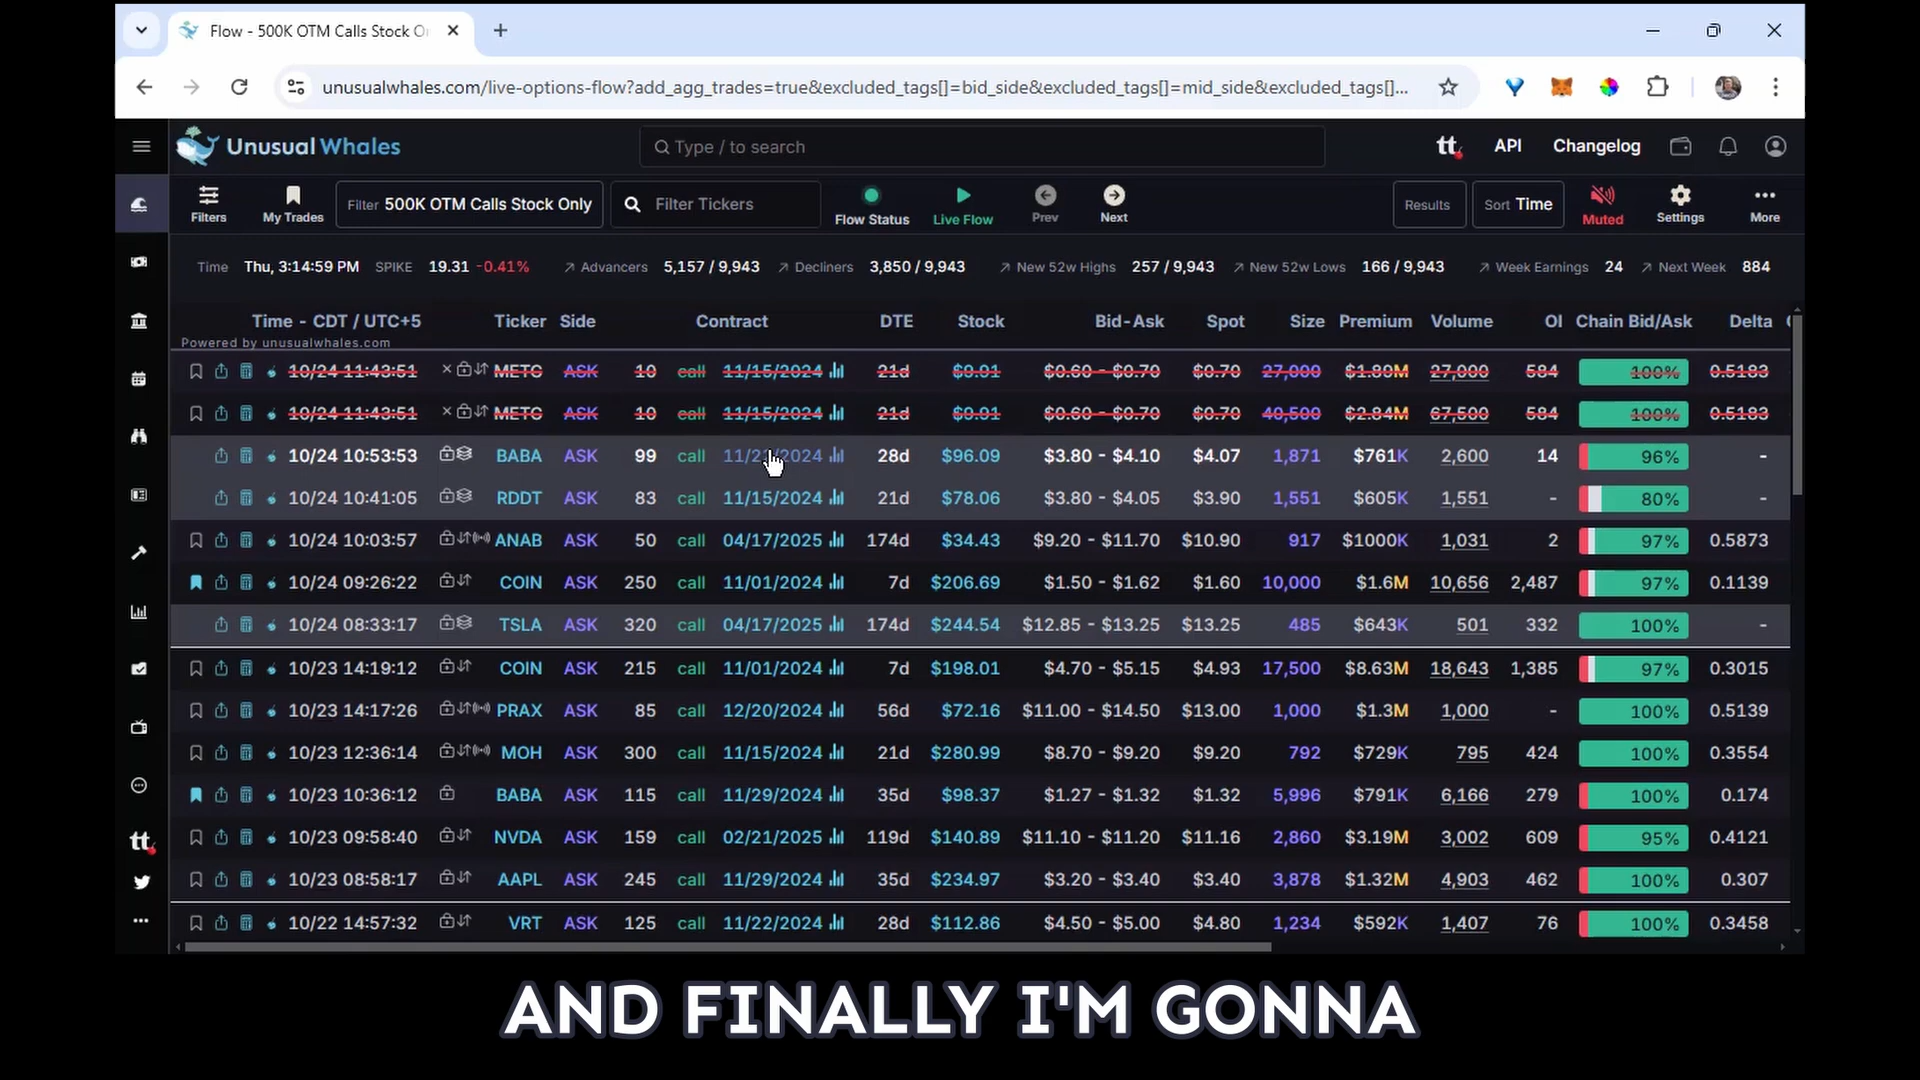 Flow - 500K OTM Calls Stock O
unusualwhales.com/live-options-flow?add_agg_trades=true&excluded_tags[]=bid_side&excluded_tags[]=mid_side&excluded_tags[]...
Unusual Whales
Type / to search
tt API Changelog
Filters My Trades Filter 500K OTM Calls Stock Only Filter Tickers Flow Status Live Flow Prev Next Results Sort Time Muted Settings More
Time Thu, 3:14:59 PM SPIKE 19.31 -0.41% Advancers 5,157 / 9,943 Decliners 3,850 / 9,943 New 52w Highs 257 / 9,943 New 52w Lows 166 / 9,943 Week Earnings 24 Next Week 884
Time - CDT / UTC+5 Ticker Side Contract DTE Stock Bid-Ask Spot Size Premium Volume OI Chain Bid/Ask Delta
Powered by unusualwhales.com
10/24 11:43:51 METC ASK 10 call 11/15/2024 21d $0.91 $0.60 - $0.70 $0.70 27,000 $1.89M 27,000 584 100% 0.5183
10/24 11:43:51 METC ASK 10 call 11/15/2024 21d $0.91 $0.60 - $0.70 $0.70 40,500 $2.84M 67,500 584 100% 0.5183
10/24 10:53:53 BABA ASK 99 call 28d $96.09 $3.80 - $4.10 $4.07 1,871 $761K 2,600 14 96% -
10/24 10:41:05 RDDT ASK 83 call 11/15/2024 21d $78.06 $3.80 - $4.05 $3.90 1,551 $605K 1,551 - 80% -
10/24 10:03:57 ANAB ASK 50 call 04/17/2025 174d $34.43 $9.20 - $11.70 $10.90 917 $1000K 1,031 2 97% 0.5873
10/24 09:26:22 COIN ASK 250 call 11/01/2024 7d $206.69 $1.50 - $1.62 $1.60 10,000 $1.6M 10,656 2,487 97% 0.1139
10/24 08:33:17 TSLA ASK 320 call 04/17/2025 174d $244.54 $12.85 - $13.25 $13.25 485 $643K 501 332 100% -
10/23 14:19:12 COIN ASK 215 call 11/01/2024 7d $198.01 $4.70 - $5.15 $4.93 17,500 $8.63M 18,643 1,385 97% 0.3015
10/23 14:17:26 PRAX ASK 85 call 12/20/2024 56d $72.16 $11.00 - $14.50 $13.00 1,000 $1.3M 1,000 - 100% 0.5139
10/23 12:36:14 MOH ASK 300 call 11/15/2024 21d $280.99 $8.70 - $9.20 $9.20 792 $729K 795 424 100% 0.3554
10/23 10:36:12 BABA ASK 115 call 11/29/2024 35d $98.37 $1.27 - $1.32 $1.32 5,996 $791K 6,166 279 100% 0.174
10/23 09:58:40 NVDA ASK 159 call 02/21/2025 119d $140.89 $11.10 - $11.20 $11.16 2,860 $3.19M 3,002 609 95% 0.4121
10/23 08:58:17 AAPL ASK 245 call 11/29/2024 35d $234.97 $3.20 - $3.40 $3.40 3,878 $1.32M 4,903 462 100% 0.307
10/22 14:57:32 VRT ASK 125 call 11/22/2024 28d $112.86 $4.50 - $5.00 $4.80 1,234 $592K 1,407 76 100% 0.3458
tt
AND FINALLY I'M GONNA